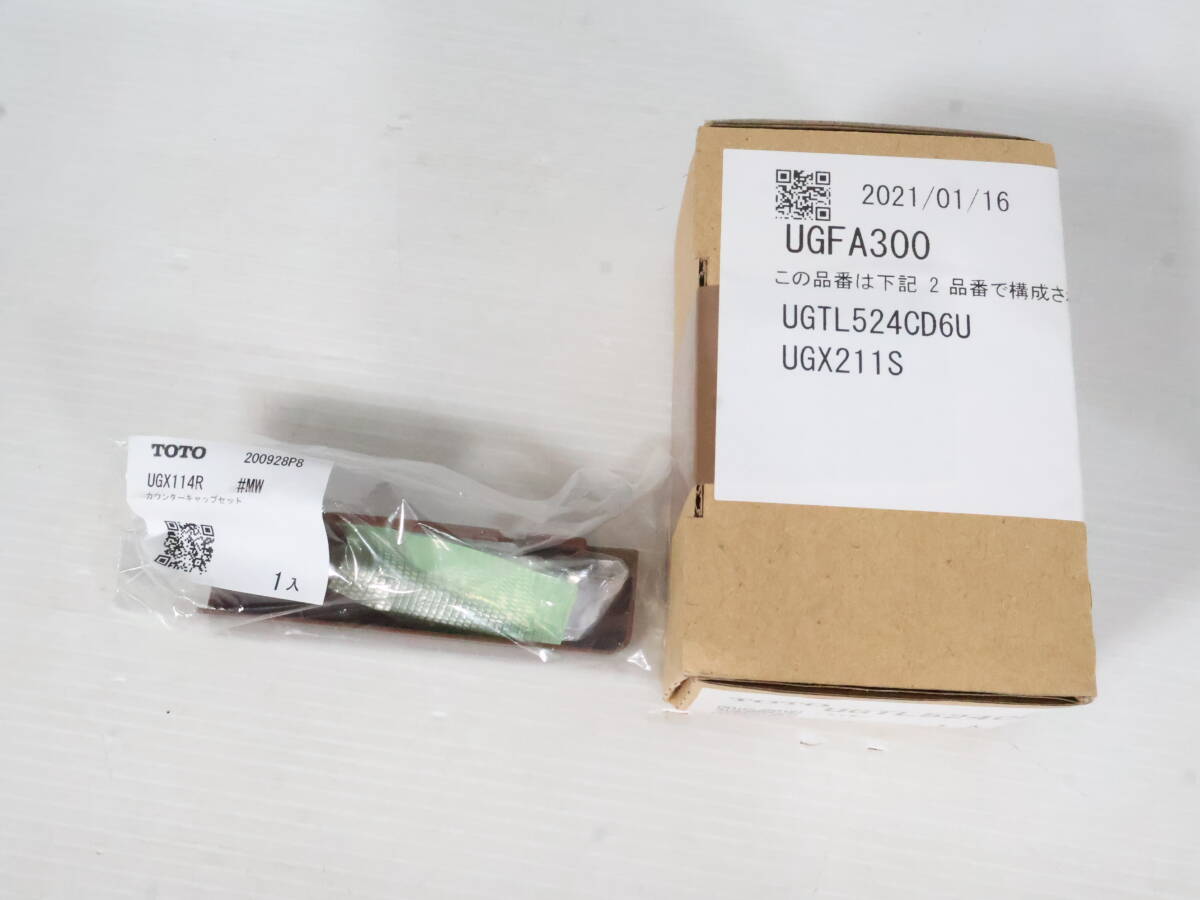 TOTO 200928P8
UGX114R #MW
カウンターキャップセット
1入
2021/01/16
UGFA300
この品番は下記 2 品番で構成さ
UGTL524CD6U
UGX211S
TOTO UGTL524C